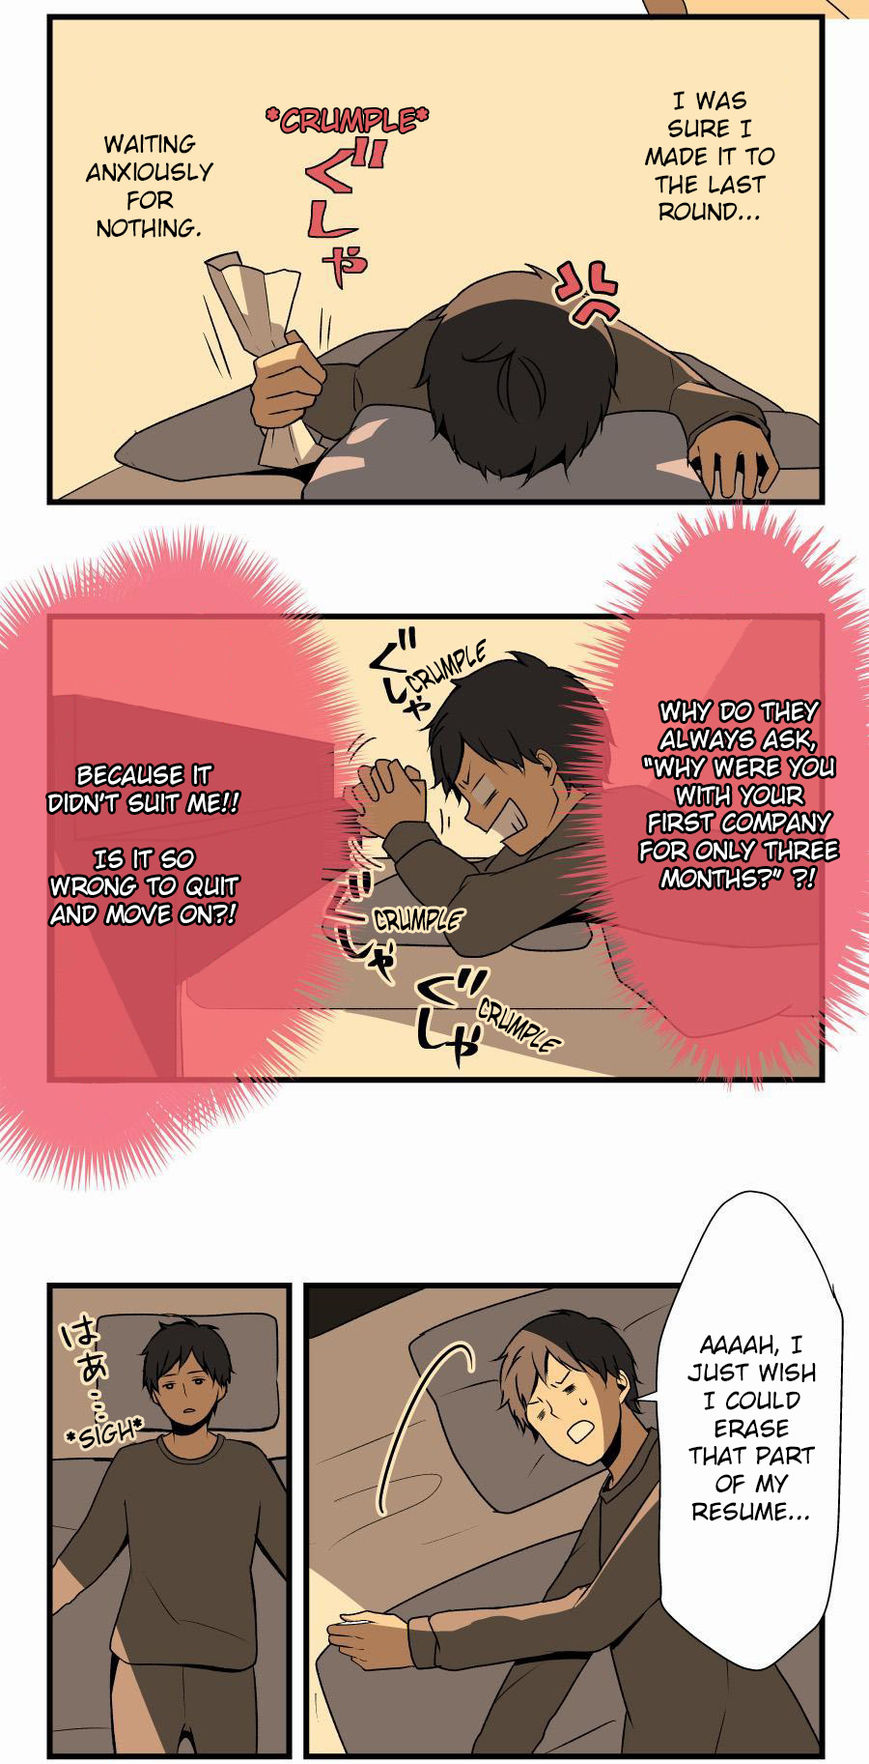 I WAS
SURE I
MADE IT TO
THE LAST
ROUND...
*CRUMPLE*
ぐしゃ
WAITING
ANXIOUSLY
FOR
NOTHING.
WHY DO THEY
ALWAYS ASK,
"WHY WERE YOU
WITH YOUR
FIRST COMPANY
FOR ONLY THREE
MONTHS?" ?!
ぐしゃ
CRUMPLE
CRUMPLE
ぐしゃ
ぐしゃ
CRUMPLE
BECAUSE IT
DIDN'T SUIT ME!!
IS IT SO
WRONG TO QUIT
AND MOVE ON?!
AAAAH, I
JUST WISH
I COULD
ERASE
THAT PART
OF MY
RESUME...
はぁ...
*SIGH*